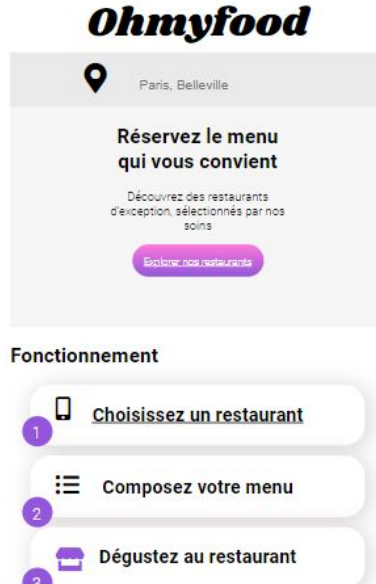 Ohmyfood
Paris, Belleville
Réservez le menu
qui vous convient
Découvrez des restaurants
d'exception, sélectionnés par nos
soins
Explorer nos restaurants
Fonctionnement
1 Choisissez un restaurant
2 Composez votre menu
3 Dégustez au restaurant